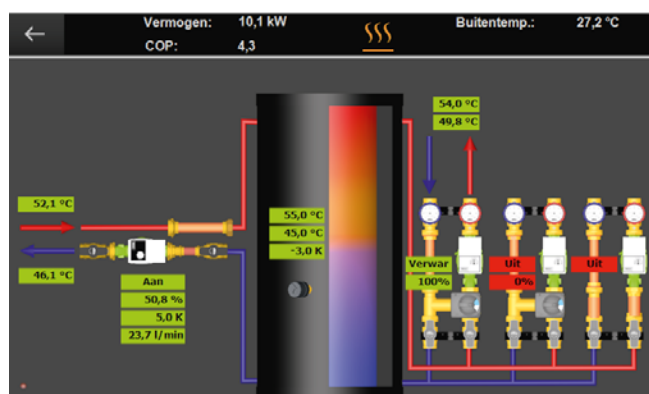 Vermogen: 10,1 kW Buitentemp.: 27,2 °C
COP: 4,3
54,0 °C
49,8 °C
52,1 °C
55,0 °C
45,0 °C
-3,0 K
46,1 °C
Aan
50,8 %
5,0 K
23,7 l/min
Verwar Uit Uit
100% 0%